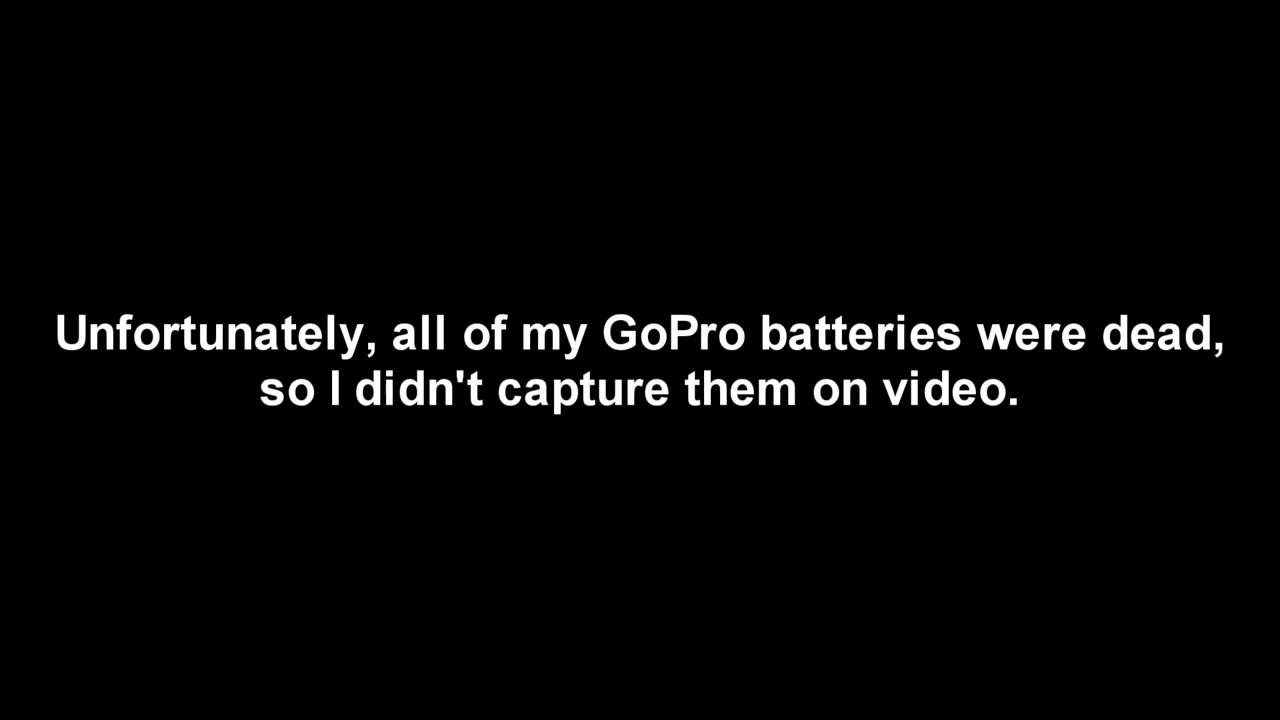 Unfortunately, all of my GoPro batteries were dead,
so I didn't capture them on video.